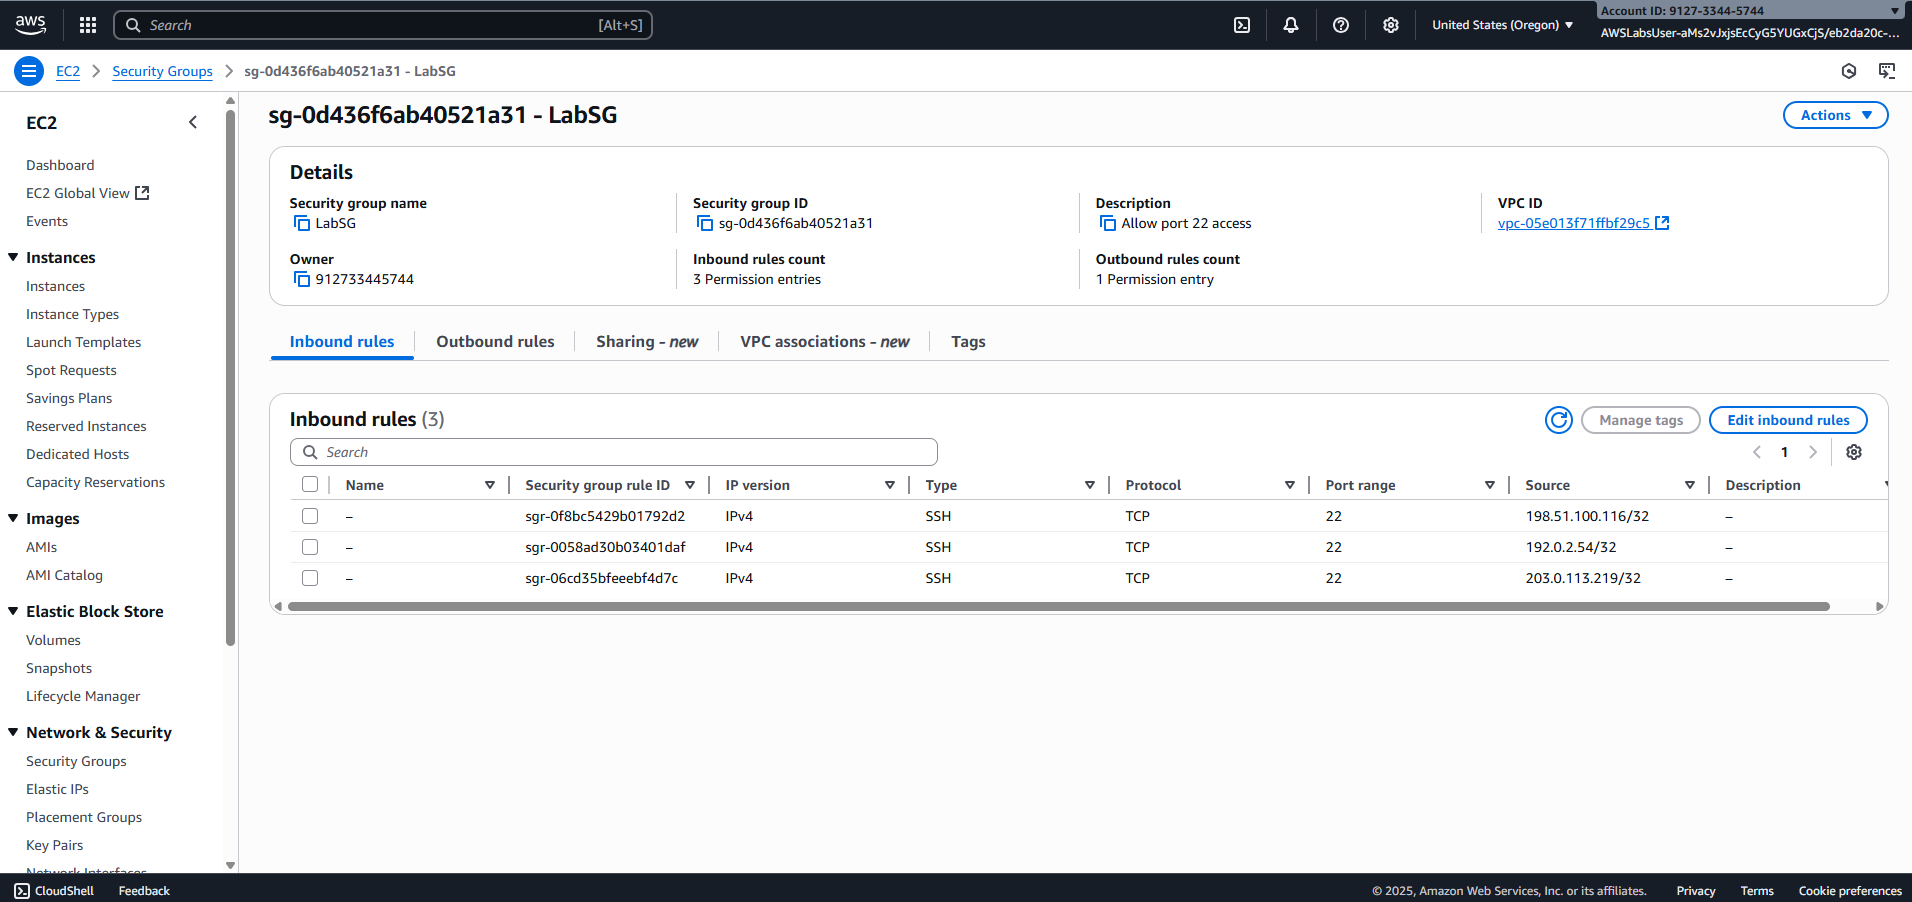 aws
Search [Alt+S]
United States (Oregon)
Account ID: 9127-3344-5744
AWSLabsUser-aMs2vJxjsEcCyG5YUGxCjS/eb2da20c-...
EC2 Security Groups sg-0d436f6ab40521a31 - LabSG
EC2
Dashboard
EC2 Global View
Events
Instances
Instances
Instance Types
Launch Templates
Spot Requests
Savings Plans
Reserved Instances
Dedicated Hosts
Capacity Reservations
Images
AMIs
AMI Catalog
Elastic Block Store
Volumes
Snapshots
Lifecycle Manager
Network & Security
Security Groups
Elastic IPs
Placement Groups
Key Pairs
Network Interfaces
sg-0d436f6ab40521a31 - LabSG
Actions
Details
Security group name
LabSG
Security group ID
sg-0d436f6ab40521a31
Description
Allow port 22 access
VPC ID
vpc-05e013f71ffbf29c5
Owner
912733445744
Inbound rules count
3 Permission entries
Outbound rules count
1 Permission entry
Inbound rules Outbound rules Sharing - new VPC associations - new Tags
Inbound rules (3)
Manage tags Edit inbound rules
Search
1
Name Security group rule ID IP version Type Protocol Port range Source Description
– sgr-0f8bc5429b01792d2 IPv4 SSH TCP 22 198.51.100.116/32 –
– sgr-0058ad30b03401daf IPv4 SSH TCP 22 192.0.2.54/32 –
– sgr-06cd35bfeeebf4d7c IPv4 SSH TCP 22 203.0.113.219/32 –
CloudShell Feedback
© 2025, Amazon Web Services, Inc. or its affiliates. Privacy Terms Cookie preferences